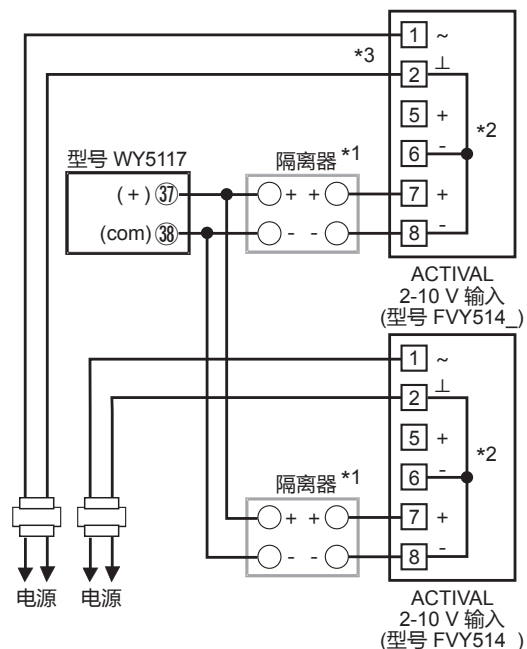 1 ~
*3
2 ⊥
5 +
*2
6 -
型号 WY5117
隔离器 *1
(+) ㊲
+ +
7 +
(com) ㊳
- -
8 -
ACTIVAL
2-10 V 输入
(型号 FVY514_)
1 ~
2 ⊥
5 +
*2
6 -
隔离器 *1
+ +
7 +
- -
8 -
电源 电源
ACTIVAL
2-10 V 输入
(型号 FVY514_)